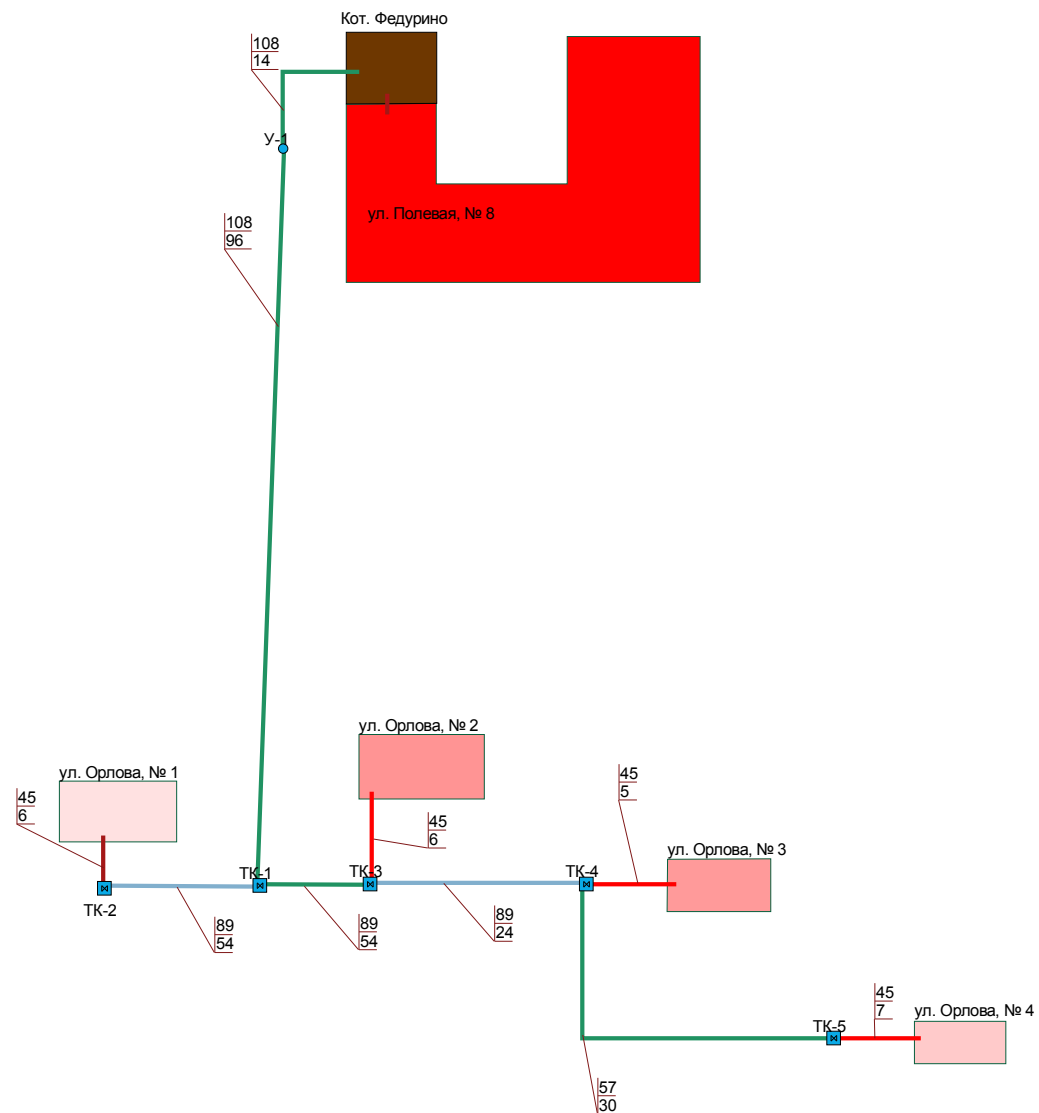 Кот. Федурино
108
14
У-1
ул. Полевая, № 8
108
96
ул. Орлова, № 2
ул. Орлова, № 1
45
6
45
6
45
5
ул. Орлова, № 3
ТК-1
ТК-3
ТК-4
ТК-2
89
54
89
54
89
24
45
7
ул. Орлова, № 4
ТК-5
57
30